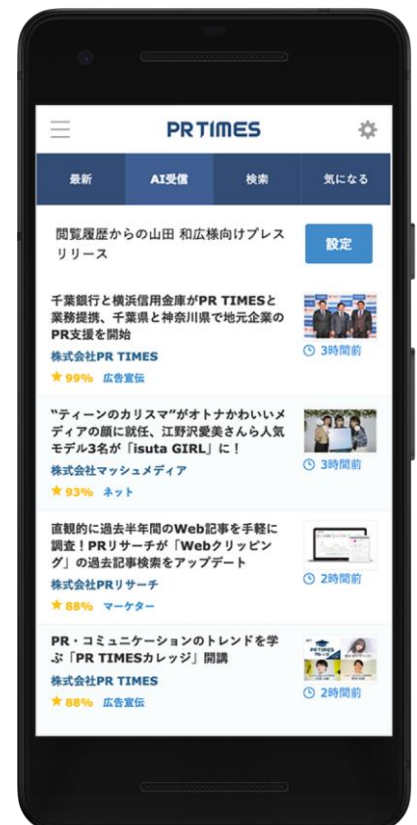 PR TIMES
最新 AI受信 検索 気になる
閲覧履歴からの山田 和広様向けプレス
リリース
設定
千葉銀行と横浜信用金庫がPR TIMESと
業務提携、千葉県と神奈川県で地元企業の
PR支援を開始
株式会社PR TIMES
3時間前
★99% 広告宣伝
“ティーンのカリスマ”がオトナかわいいメ
ディアの顔に就任、江野沢愛美さんら人気
モデル3名が「isuta GIRL」に！
株式会社マッシュメディア
3時間前
★93% ネット
直観的に過去半年間のWeb記事を手軽に
調査！PRリサーチが「Webクリッピン
グ」の過去記事検索をアップデート
株式会社PRリサーチ
2時間前
★88% マーケター
PR・コミュニケーションのトレンドを学
ぶ「PR TIMESカレッジ」開講
株式会社PR TIMES
2時間前
★88% 広告宣伝